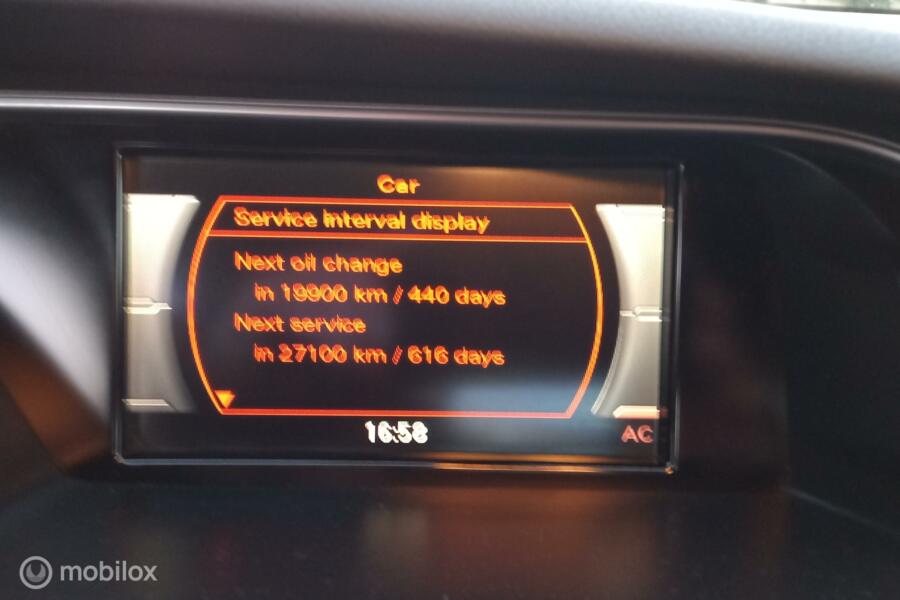 Car
Service interval display
Next oil change
in 19900 km / 440 days
Next service
in 27100 km / 616 days
16:58
AC
mobilox